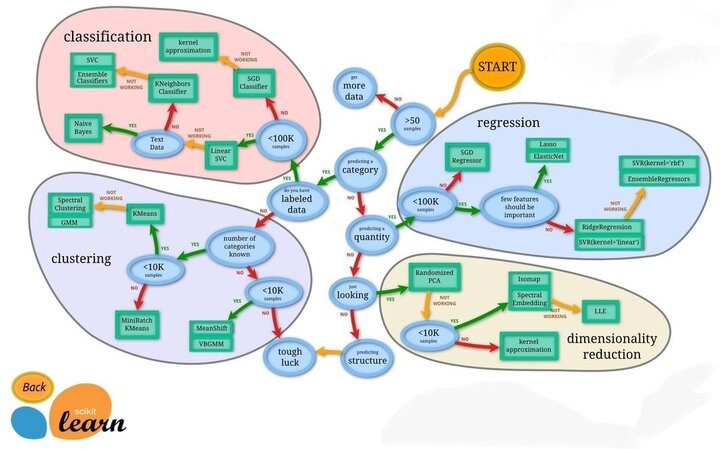 START
get
more
data
NO
>50
samples
YES
predicting a
category
YES
NO
do you have
labeled
data
YES
NO
predicting a
quantity
YES
NO
just
looking
YES
NO
predicting
structure
tough
luck
classification
kernel
approximation
NOT
WORKING
SGD
Classifier
NO
<100K
samples
YES
Linear
SVC
NOT
WORKING
Text
Data
YES
Naive
Bayes
NO
KNeighbors
Classifier
NOT
WORKING
SVC
Ensemble
Classifiers
regression
<100K
samples
NO
SGD
Regressor
YES
few features
should be
important
YES
Lasso
ElasticNet
NO
RidgeRegression
SVR(kernel='linear')
NOT
WORKING
SVR(kernel='rbf')
EnsembleRegressors
clustering
number of
categories
known
YES
<10K
samples
YES
KMeans
NOT
WORKING
Spectral
Clustering
GMM
NO
MiniBatch
KMeans
NO
<10K
samples
YES
MeanShift
VBGMM
NO
dimensionality
reduction
Randomized
PCA
NOT
WORKING
<10K
samples
YES
Isomap
Spectral
Embedding
NOT
WORKING
LLE
NO
kernel
approximation
Back
scikit
learn